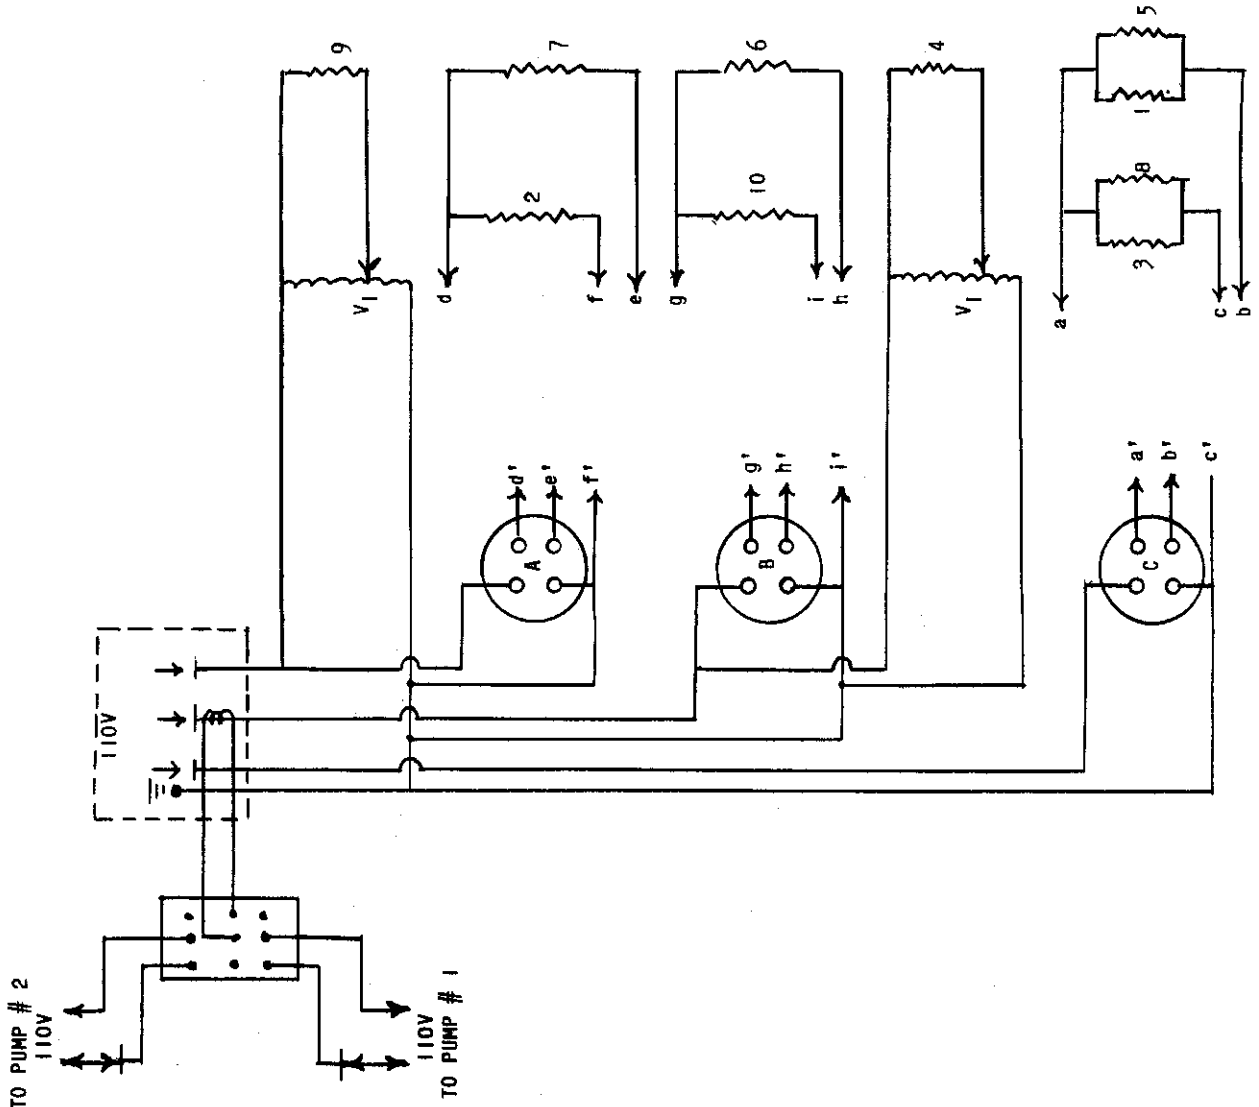 TO PUMP # 2
110V
110V
TO PUMP # 1
110V
A
d'
e'
f'
B
g'
h'
i'
C
a'
b'
c'
V1
d
f
e
g
i
h
V1
a
c
b
9
2
7
10
6
4
3
8
1
5